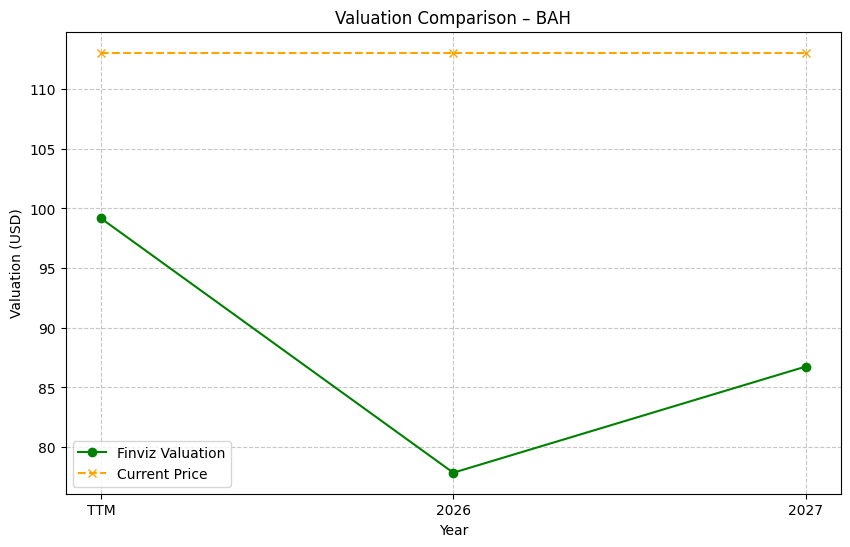 Valuation Comparison – BAH
Valuation (USD)
110
105
100
95
90
85
80
Finviz Valuation
Current Price
TTM
2026
2027
Year